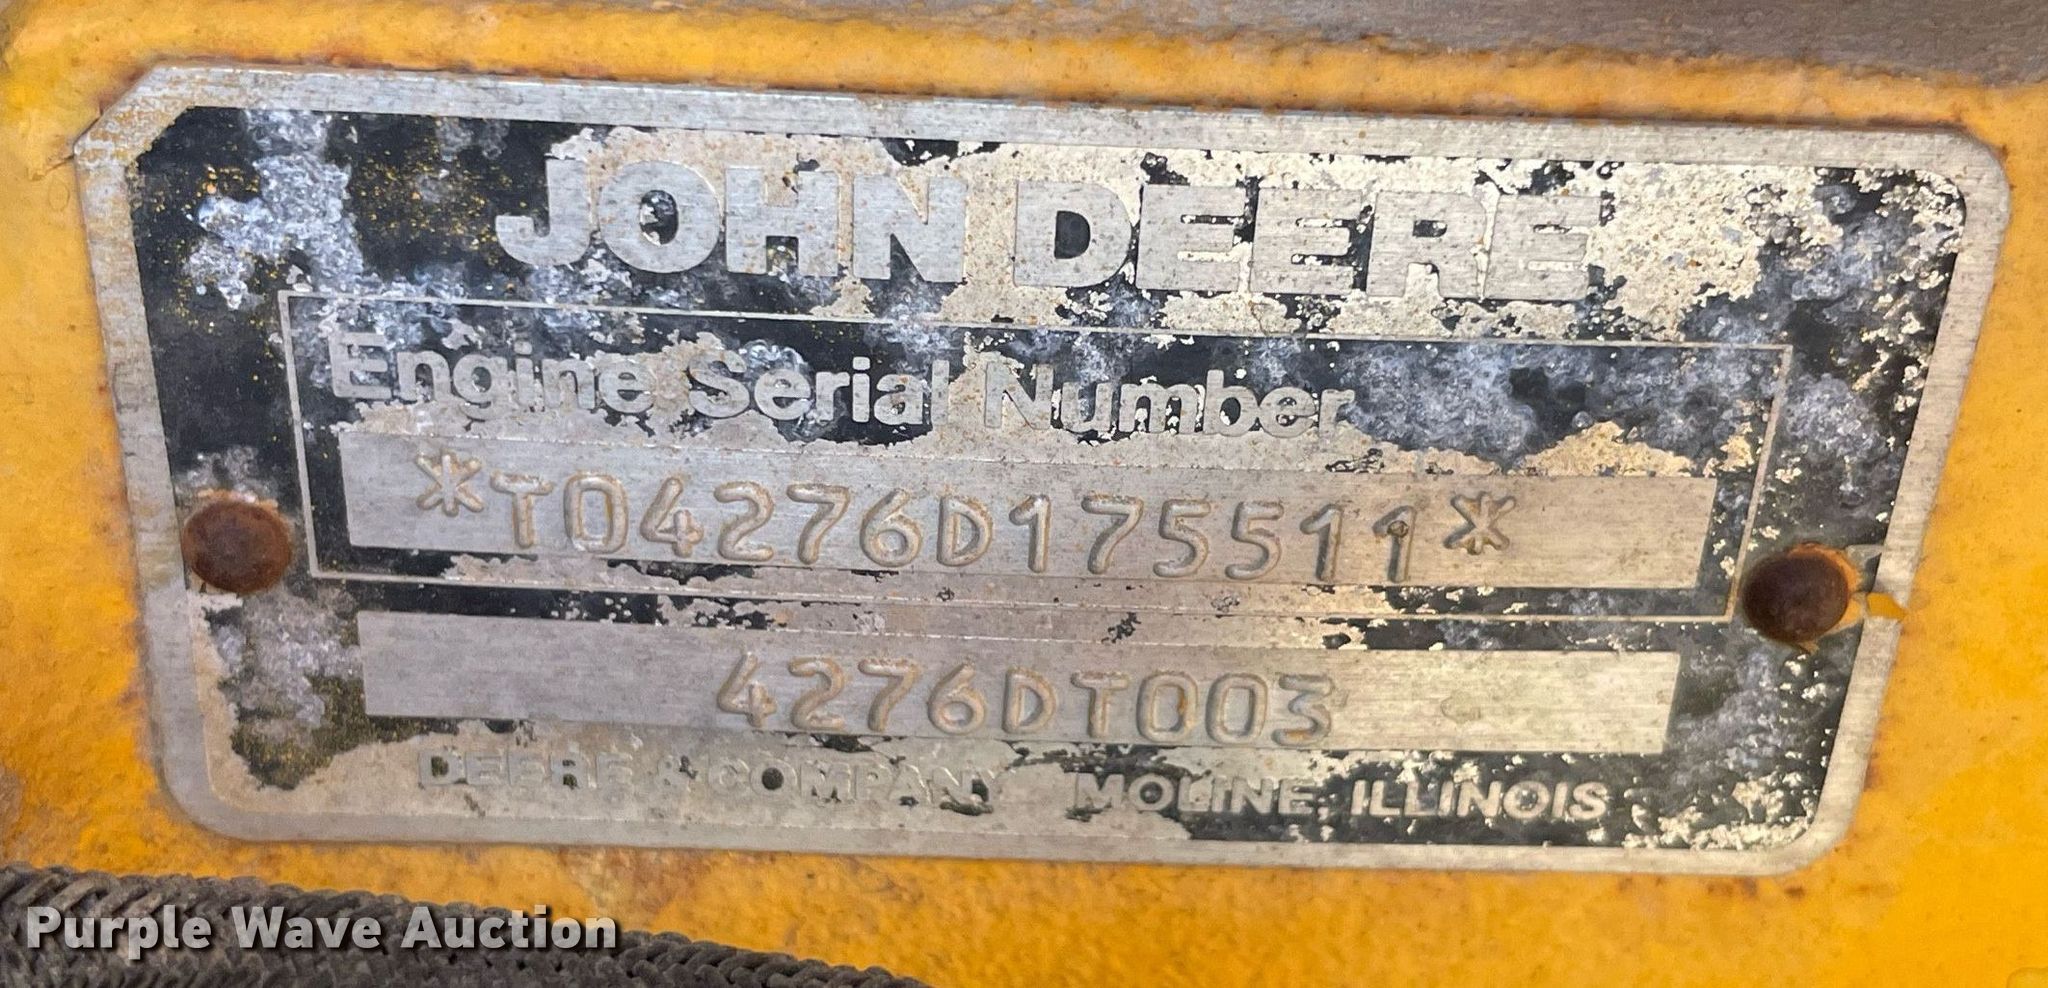 JOHN DEERE
Engine Serial Number
*T04276D175511*
4276DT003
DEERE & COMPANY MOLINE, ILLINOIS
Purple Wave Auction